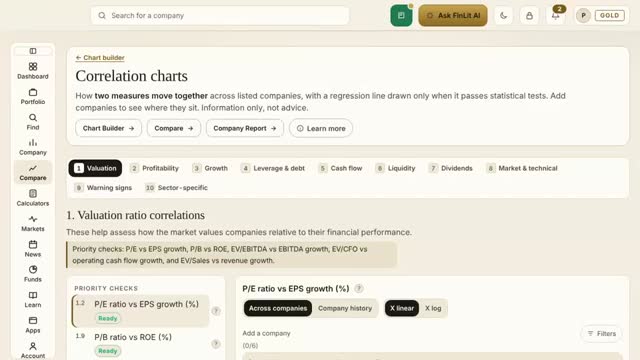 Search for a company
Ask FinLit AI
2
P
GOLD
Dashboard
Portfolio
Find
Company
Compare
Calculators
Markets
News
Funds
Learn
Apps
Account
← Chart builder
Correlation charts
How two measures move together across listed companies, with a regression line drawn only when it passes statistical tests. Add
companies to see where they sit. Information only, not advice.
Chart Builder →
Compare →
Company Report →
Learn more
1 Valuation
2 Profitability
3 Growth
4 Leverage & debt
5 Cash flow
6 Liquidity
7 Dividends
8 Market & technical
9 Warning signs
10 Sector-specific
1. Valuation ratio correlations
These help assess how the market values companies relative to their financial performance.
Priority checks: P/E vs EPS growth, P/B vs ROE, EV/EBITDA vs EBITDA growth, EV/CFO vs
operating cash flow growth, and EV/Sales vs revenue growth.
PRIORITY CHECKS
1.2 P/E ratio vs EPS growth (%)
Ready
?
1.9 P/B ratio vs ROE (%)
Ready
?
P/E ratio vs EPS growth (%) ?
Across companies
Company history
X linear
X log
Add a company
(0/6)
Filters